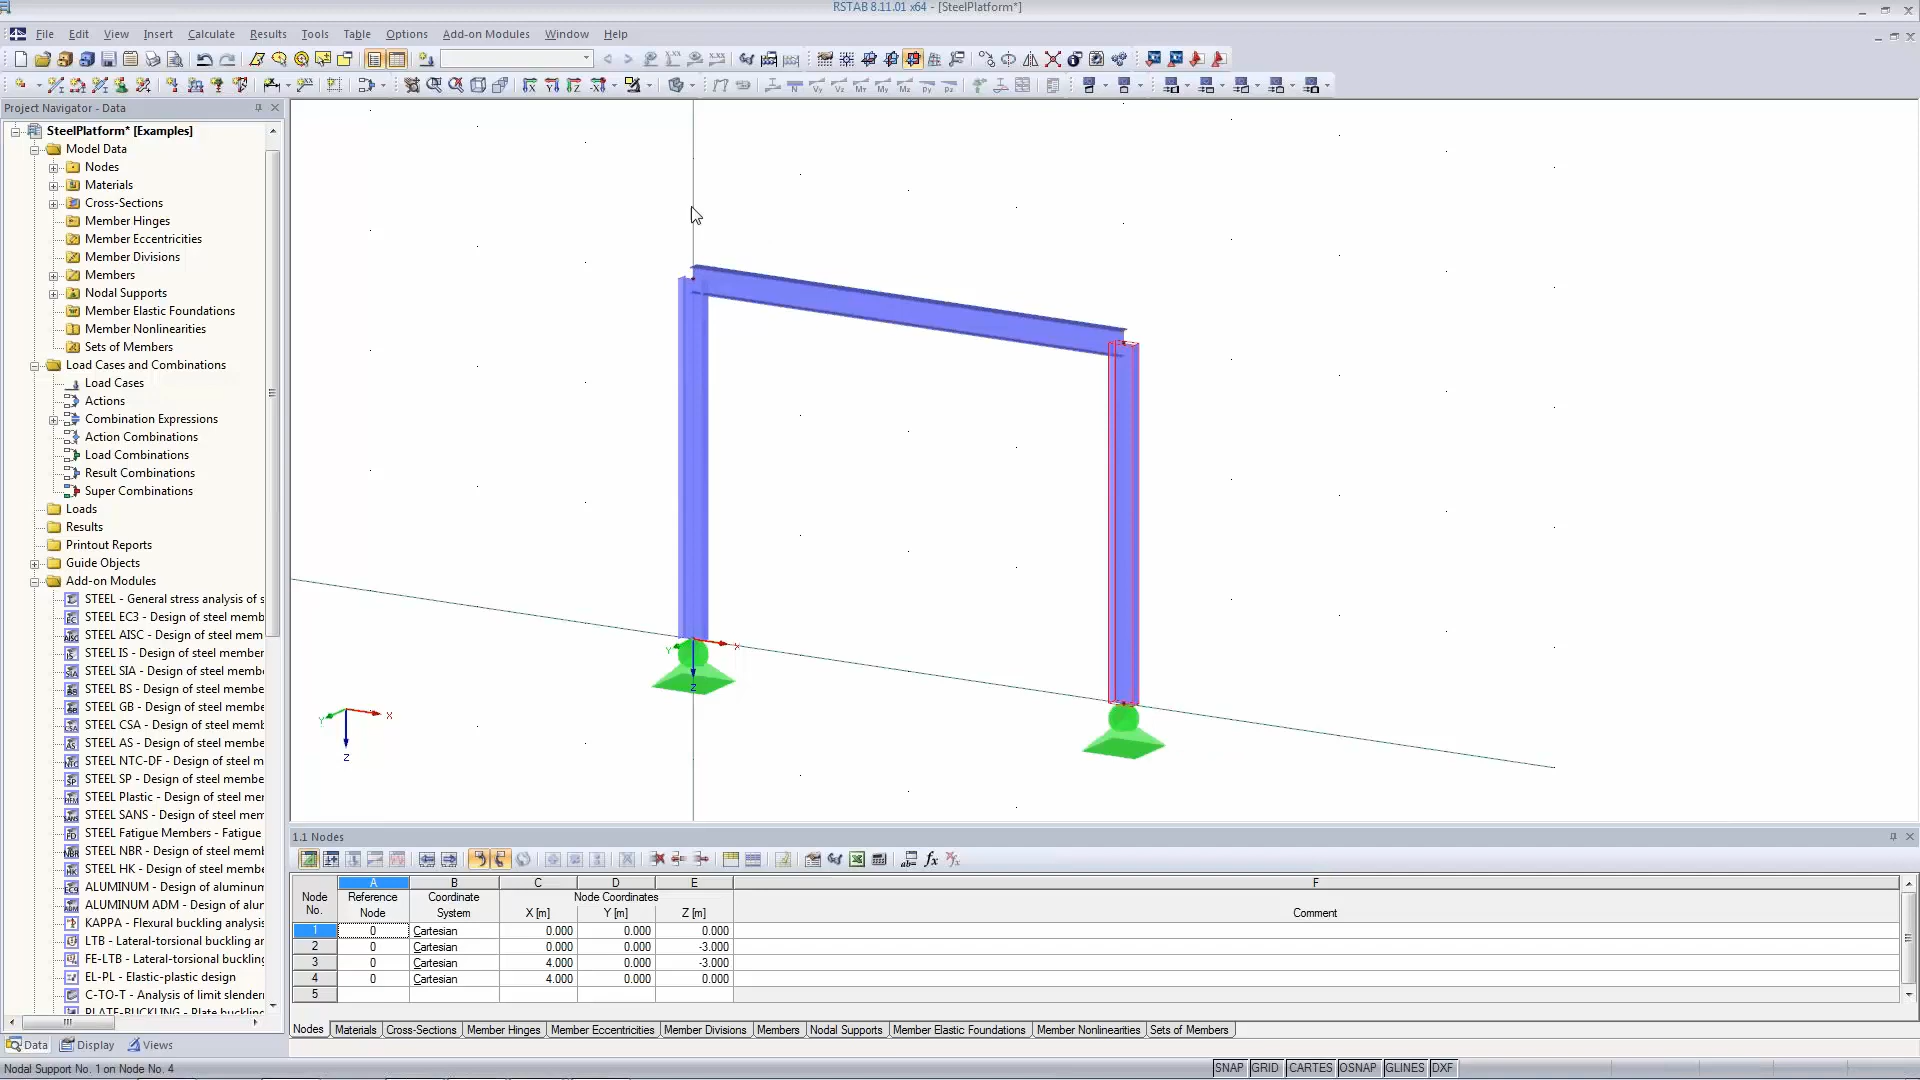 RSTAB 8.11.01 x64 - [SteelPlatform*]
File Edit View Insert Calculate Results Tools Table Options Add-on Modules Window Help
Project Navigator - Data
SteelPlatform* [Examples]
Model Data
Nodes
Materials
Cross-Sections
Member Hinges
Member Eccentricities
Member Divisions
Members
Nodal Supports
Member Elastic Foundations
Member Nonlinearities
Sets of Members
Load Cases and Combinations
Load Cases
Actions
Combination Expressions
Action Combinations
Load Combinations
Result Combinations
Super Combinations
Loads
Results
Printout Reports
Guide Objects
Add-on Modules
STEEL - General stress analysis of s
STEEL EC3 - Design of steel memb
STEEL AISC - Design of steel mem
STEEL IS - Design of steel member
STEEL SIA - Design of steel membe
STEEL BS - Design of steel membe
STEEL GB - Design of steel membe
STEEL CSA - Design of steel membe
STEEL AS - Design of steel membe
STEEL NTC-DF - Design of steel m
STEEL SP - Design of steel membe
STEEL Plastic - Design of steel mer
STEEL SANS - Design of steel mem
STEEL Fatigue Members - Fatigue
STEEL NBR - Design of steel memb
STEEL HK - Design of steel membe
ALUMINUM - Design of aluminum
ALUMINUM ADM - Design of alur
KAPPA - Flexural buckling analysis
LTB - Lateral-torsional buckling ar
FE-LTB - Lateral-torsional buckling
EL-PL - Elastic-plastic design
C-TO-T - Analysis of limit slendern
PLATE-BUCKLING - Plate buckling
Data Display Views
X
Y
Z
X
Y
Z
1.1 Nodes
A B C D E F
Node Reference Coordinate Node Coordinates
No. Node System X [m] Y [m] Z [m] Comment
1 0 Cartesian 0.000 0.000 0.000
2 0 Cartesian 0.000 0.000 -3.000
3 0 Cartesian 4.000 0.000 -3.000
4 0 Cartesian 4.000 0.000 0.000
5
Nodes Materials Cross-Sections Member Hinges Member Eccentricities Member Divisions Members Nodal Supports Member Elastic Foundations Member Nonlinearities Sets of Members
Nodal Support No. 1 on Node No. 4
SNAP GRID CARTES OSNAP GLINES DXF